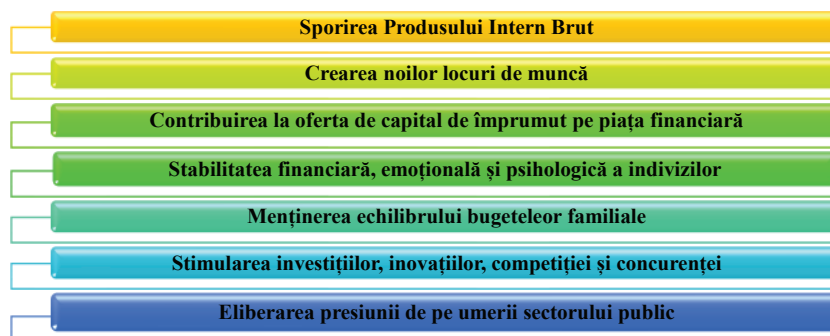 Sporirea Produsului Intern Brut
Crearea noilor locuri de muncă
Contribuirea la oferta de capital de împrumut pe piața financiară
Stabilitatea financiară, emoțională și psihologică a indivizilor
Menținerea echilibrului bugeteleor familiale
Stimularea investițiilor, inovațiilor, competiției și concurenței
Eliberarea presiunii de pe umerii sectorului public